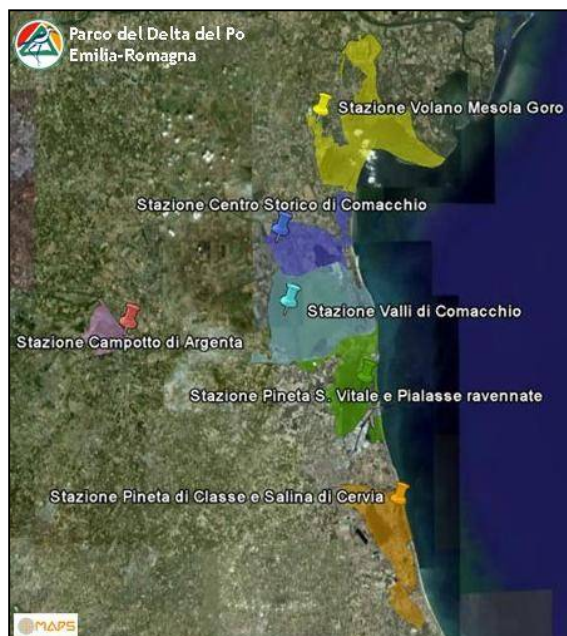 Parco del Delta del Po
Emilia-Romagna
Stazione Volano Mesola Goro
Stazione Centro Storico di Comacchio
Stazione Valli di Comacchio
Stazione Campotto di Argenta
Stazione Pineta S. Vitale e Pialasse ravennate
Stazione Pineta di Classe e Salina di Cervia
MAPS